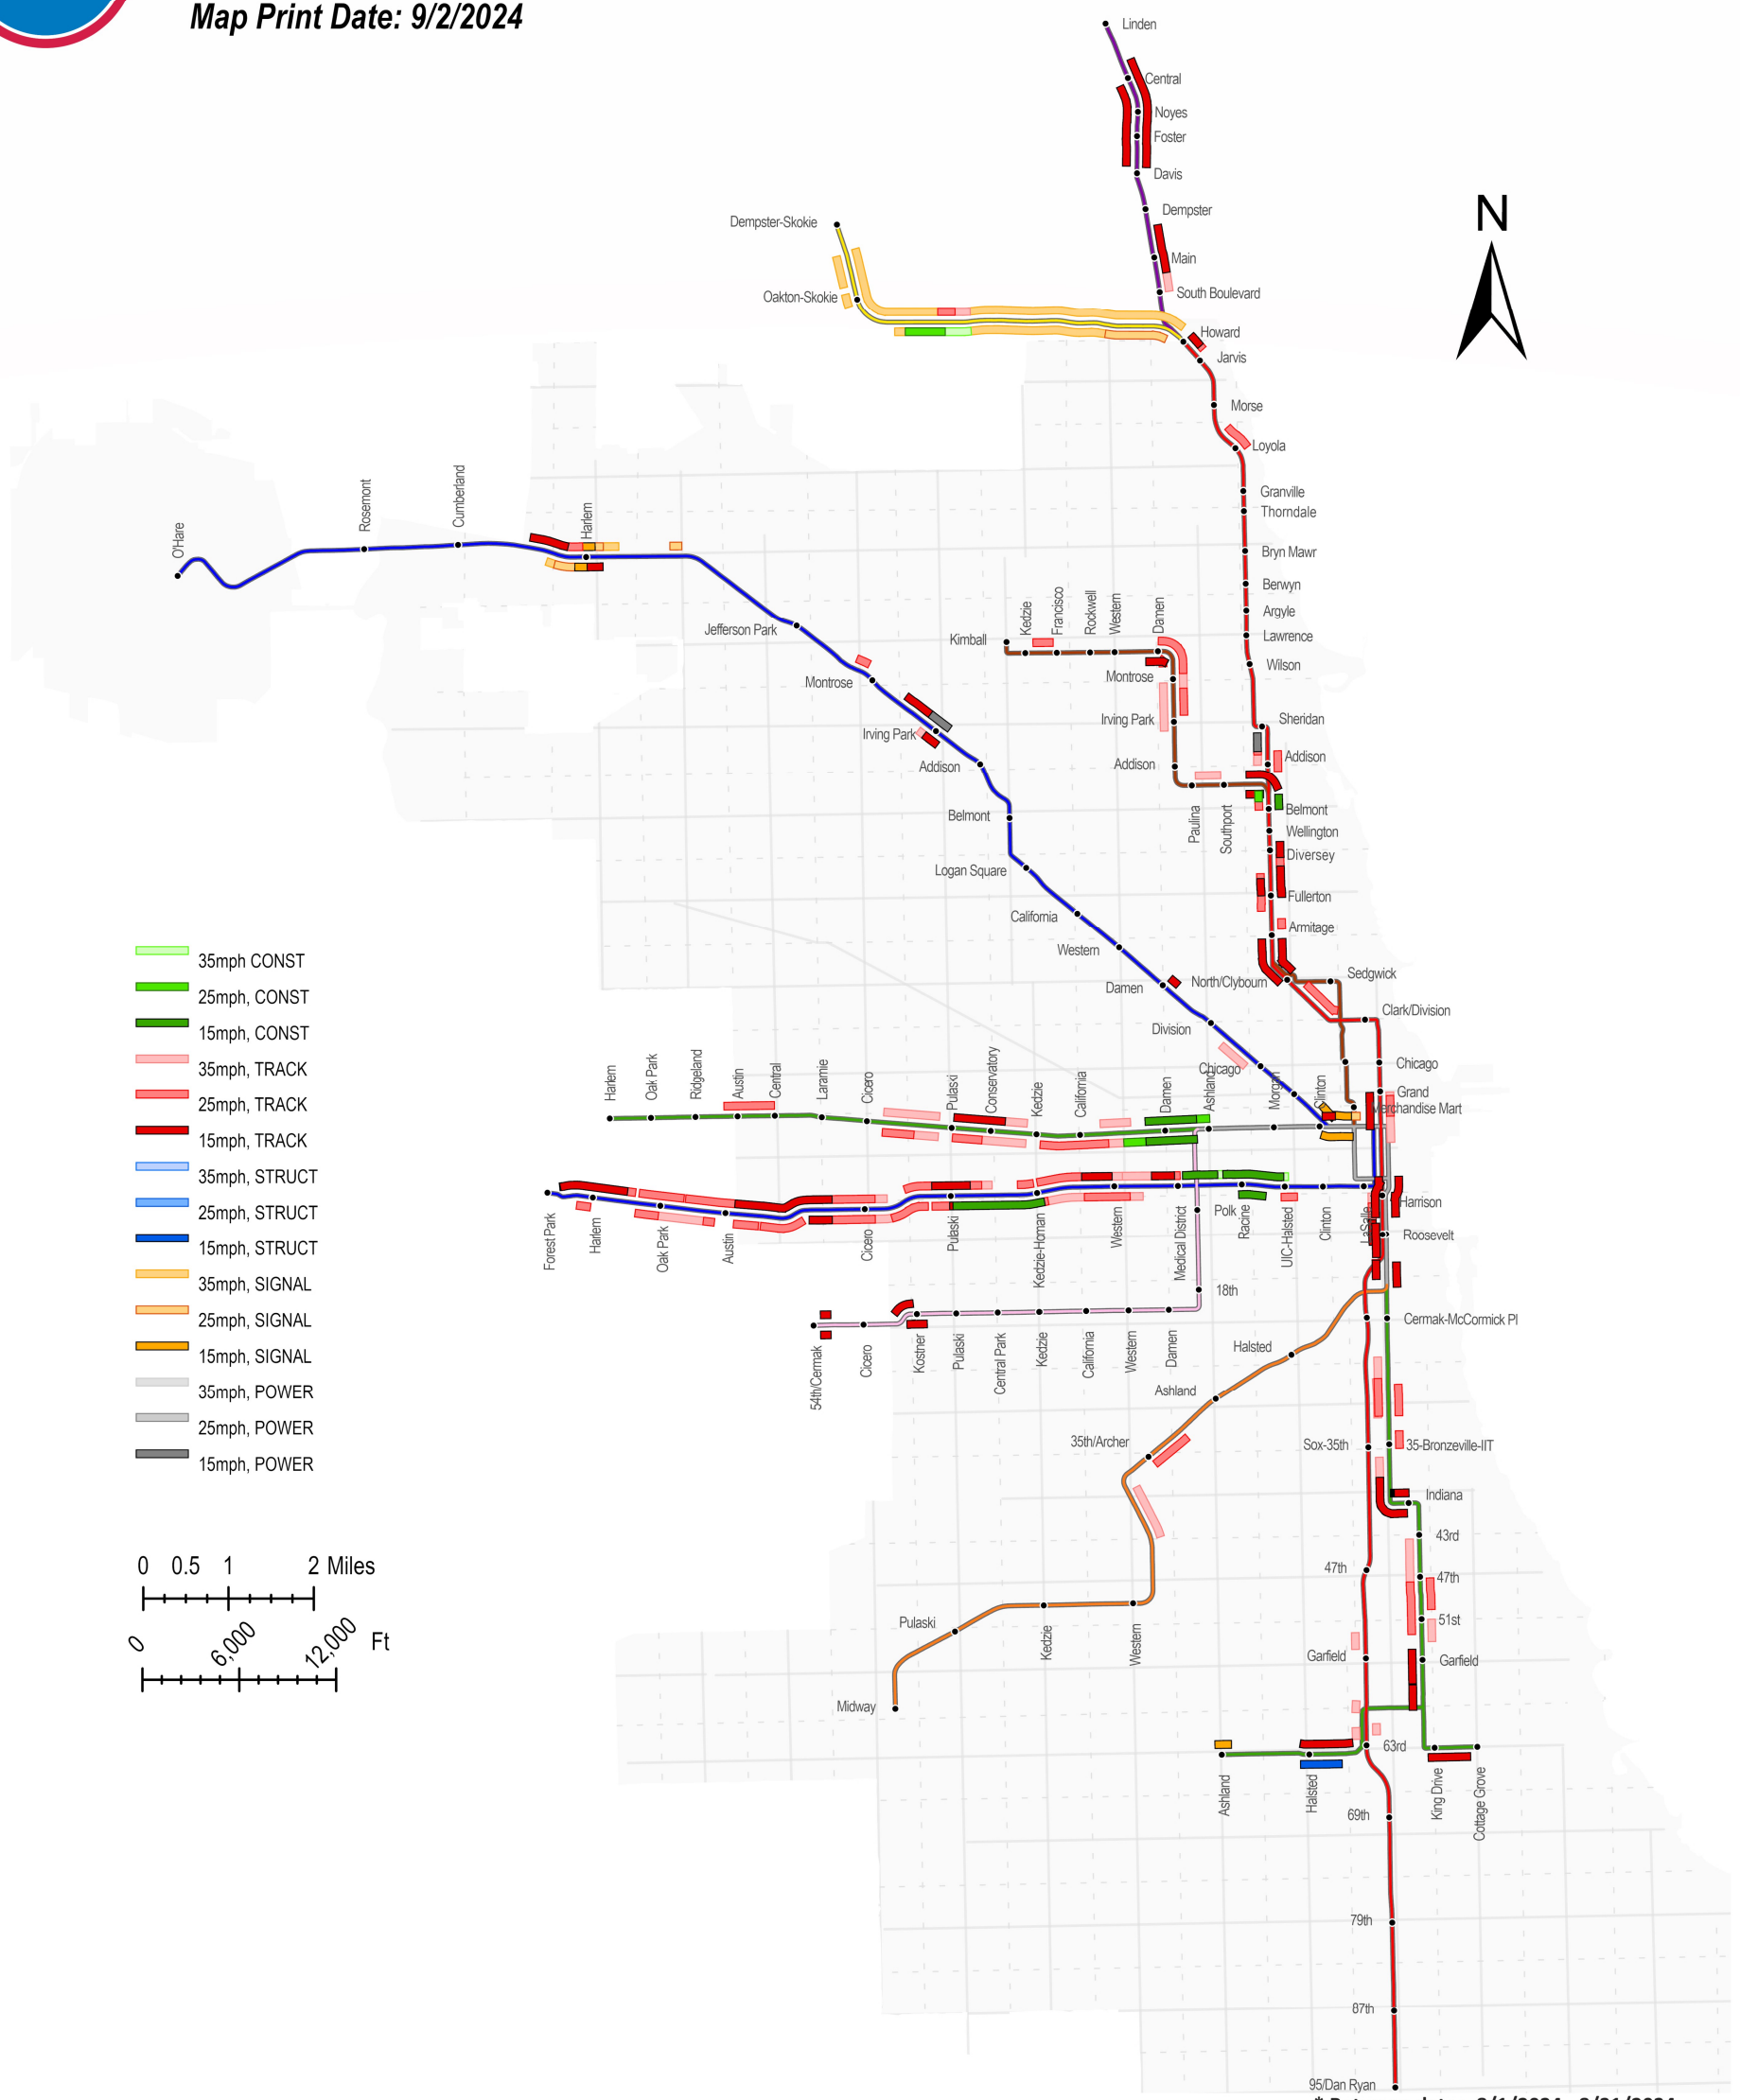 Map Print Date: 9/2/2024
Linden
Central
Noyes
Foster
Davis
Dempster
Main
South Boulevard
Howard
Jarvis
Morse
Loyola
Granville
Thorndale
Bryn Mawr
Berwyn
Argyle
Lawrence
Wilson
Sheridan
Addison
Belmont
Wellington
Diversey
Fullerton
Armitage
Sedgwick
North/Clybourn
Clark/Division
Chicago
Grand
Merchandise Mart
N
Dempster-Skokie
Oakton-Skokie
O'Hare
Rosemont
Cumberland
Harlem
Jefferson Park
Montrose
Irving Park
Addison
Belmont
Logan Square
California
Western
Damen
Division
Chicago
Kimball
Kedzie
Francisco
Rockwell
Western
Damen
Montrose
Irving Park
Addison
Paulina
Southport
35mph CONST
25mph, CONST
15mph, CONST
35mph, TRACK
25mph, TRACK
15mph, TRACK
35mph, STRUCT
25mph, STRUCT
15mph, STRUCT
35mph, SIGNAL
25mph, SIGNAL
15mph, SIGNAL
35mph, POWER
25mph, POWER
15mph, POWER
0 0.5 1 2 Miles
0 6,000 12,000 Ft
Harlem
Oak Park
Ridgeland
Austin
Central
Laramie
Cicero
Pulaski
Conservatory
Kedzie
California
Damen
Ashland
Morgan
Clinton
Forest Park
Harlem
Oak Park
Austin
Cicero
Pulaski
Kedzie-Homan
Western
Medical District
Polk
Racine
UIC-Halsted
Clinton
LaSalle
Harrison
Roosevelt
18th
54th/Cermak
Cicero
Kostner
Pulaski
Central Park
Kedzie
California
Western
Damen
Halsted
Ashland
35th/Archer
Cermak-McCormick Pl
Sox-35th
35-Bronzeville-IIT
Indiana
43rd
47th
47th
51st
Garfield
Garfield
Pulaski
Kedzie
Western
Midway
63rd
Ashland
Halsted
King Drive
Cottage Grove
69th
79th
87th
95/Dan Ryan